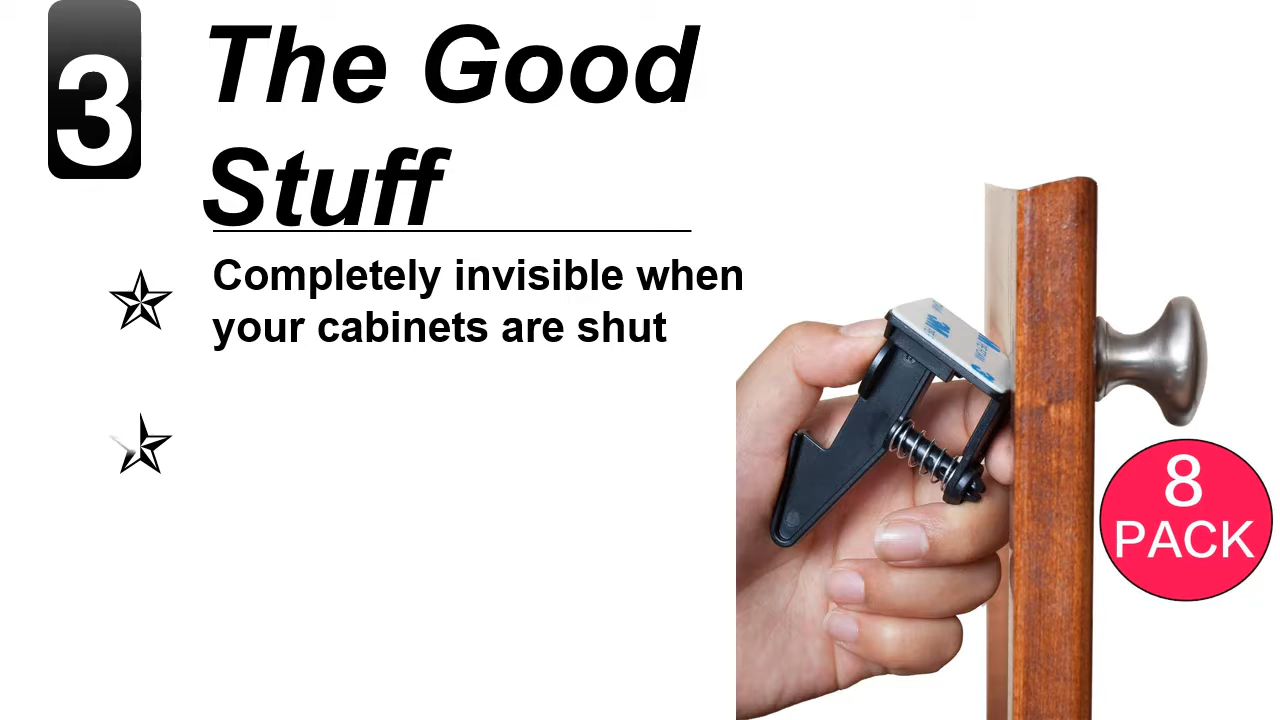 3
The Good
Stuff
Completely invisible when
your cabinets are shut
8
PACK